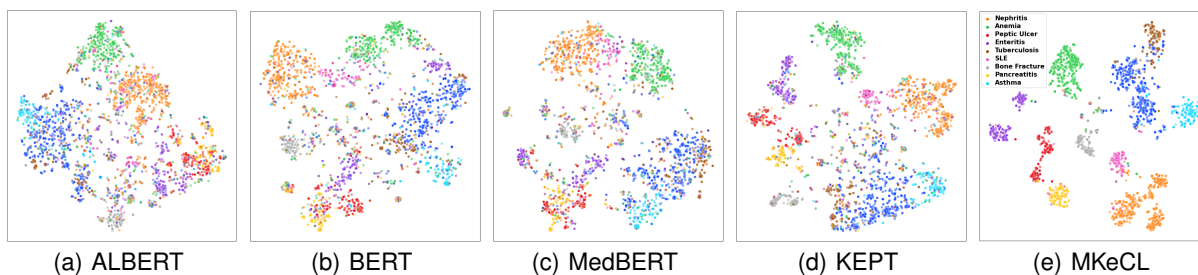 Nephritis
Anemia
Peptic Ulcer
Enteritis
Tuberculosis
SLE
Bone Fracture
Pancreatitis
Asthma
(a) ALBERT
(b) BERT
(c) MedBERT
(d) KEPT
(e) MKeCL